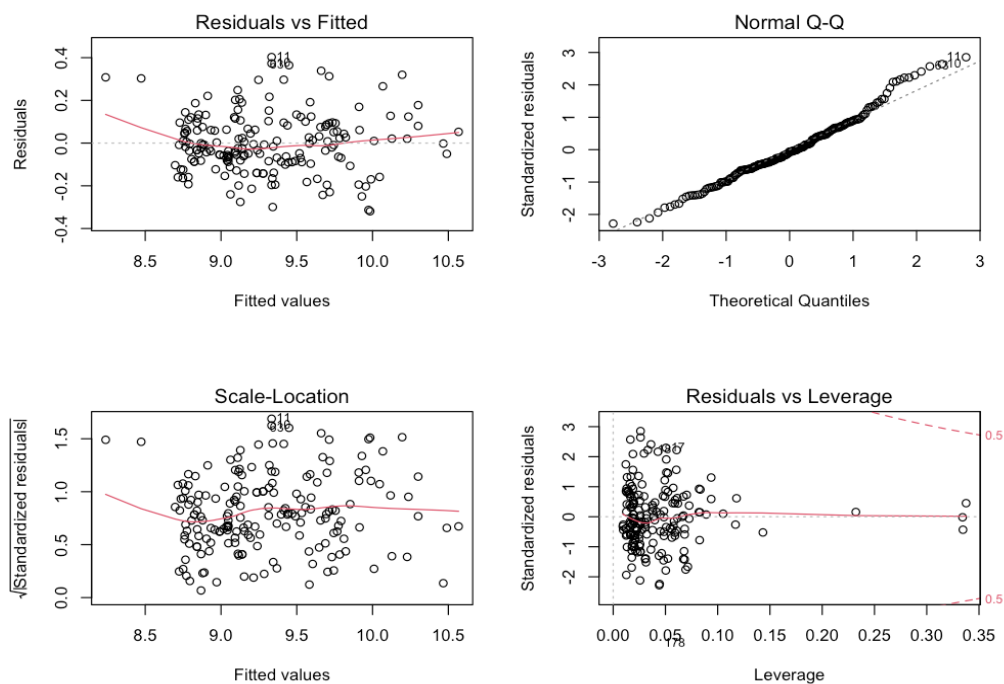 Residuals vs Fitted
Residuals
0.4
0.2
0.0
-0.2
-0.4
11
8.5 9.0 9.5 10.0 10.5
Fitted values
Normal Q-Q
Standardized residuals
3
2
1
0
-1
-2
11
-3 -2 -1 0 1 2 3
Theoretical Quantiles
Scale-Location
√|Standardized residuals|
1.5
1.0
0.5
0.0
11
8.5 9.0 9.5 10.0 10.5
Fitted values
Residuals vs Leverage
Standardized residuals
3
2
1
0
-1
-2
0.5
0.5
178
0.00 0.05 0.10 0.15 0.20 0.25 0.30 0.35
Leverage